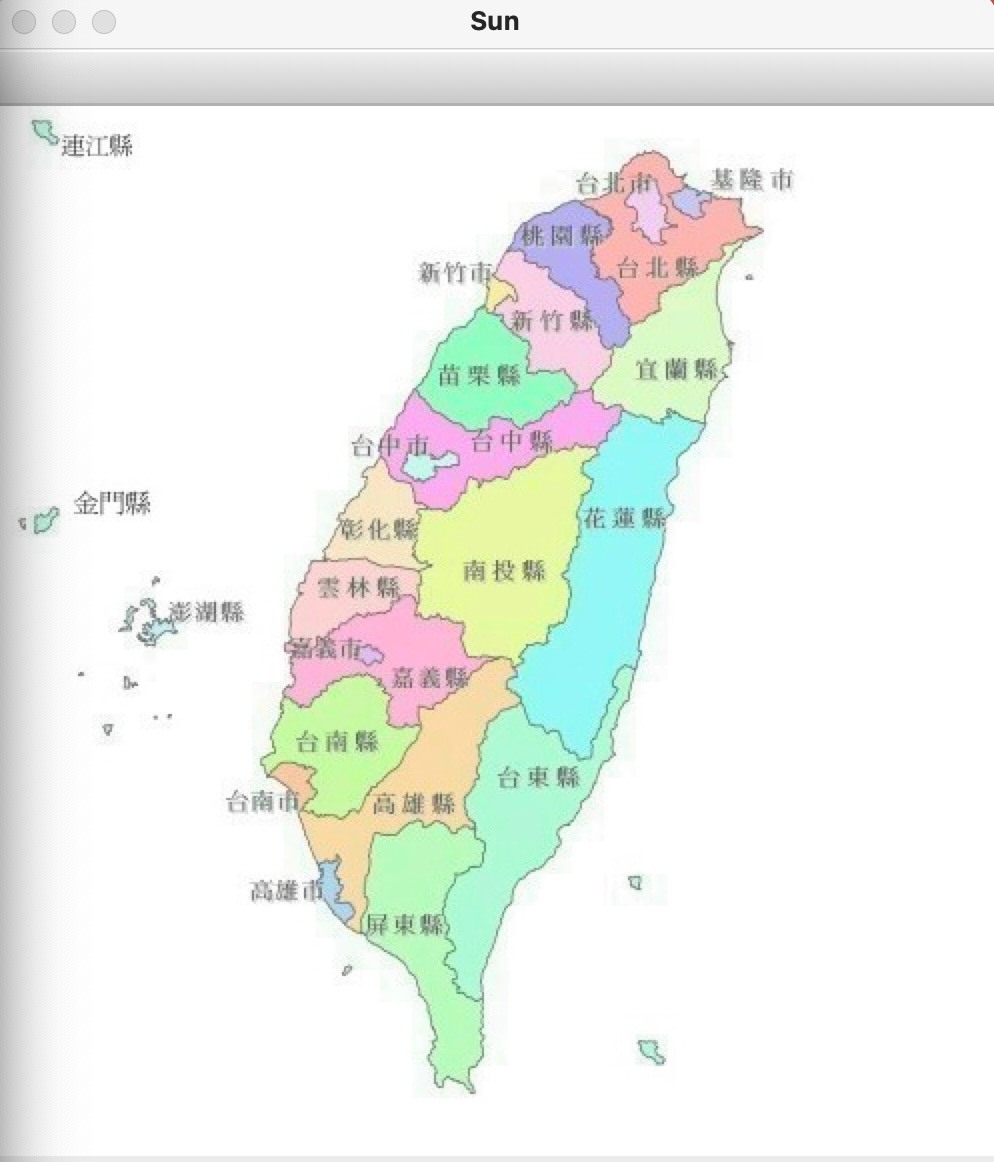 Sun
連江縣
台北市
基隆市
桃園縣
台北縣
新竹市
新竹縣
苗栗縣
宜蘭縣
台中市
台中縣
金門縣
彰化縣
花蓮縣
南投縣
雲林縣
澎湖縣
嘉義市
嘉義縣
台南縣
台東縣
台南市
高雄縣
高雄市
屏東縣